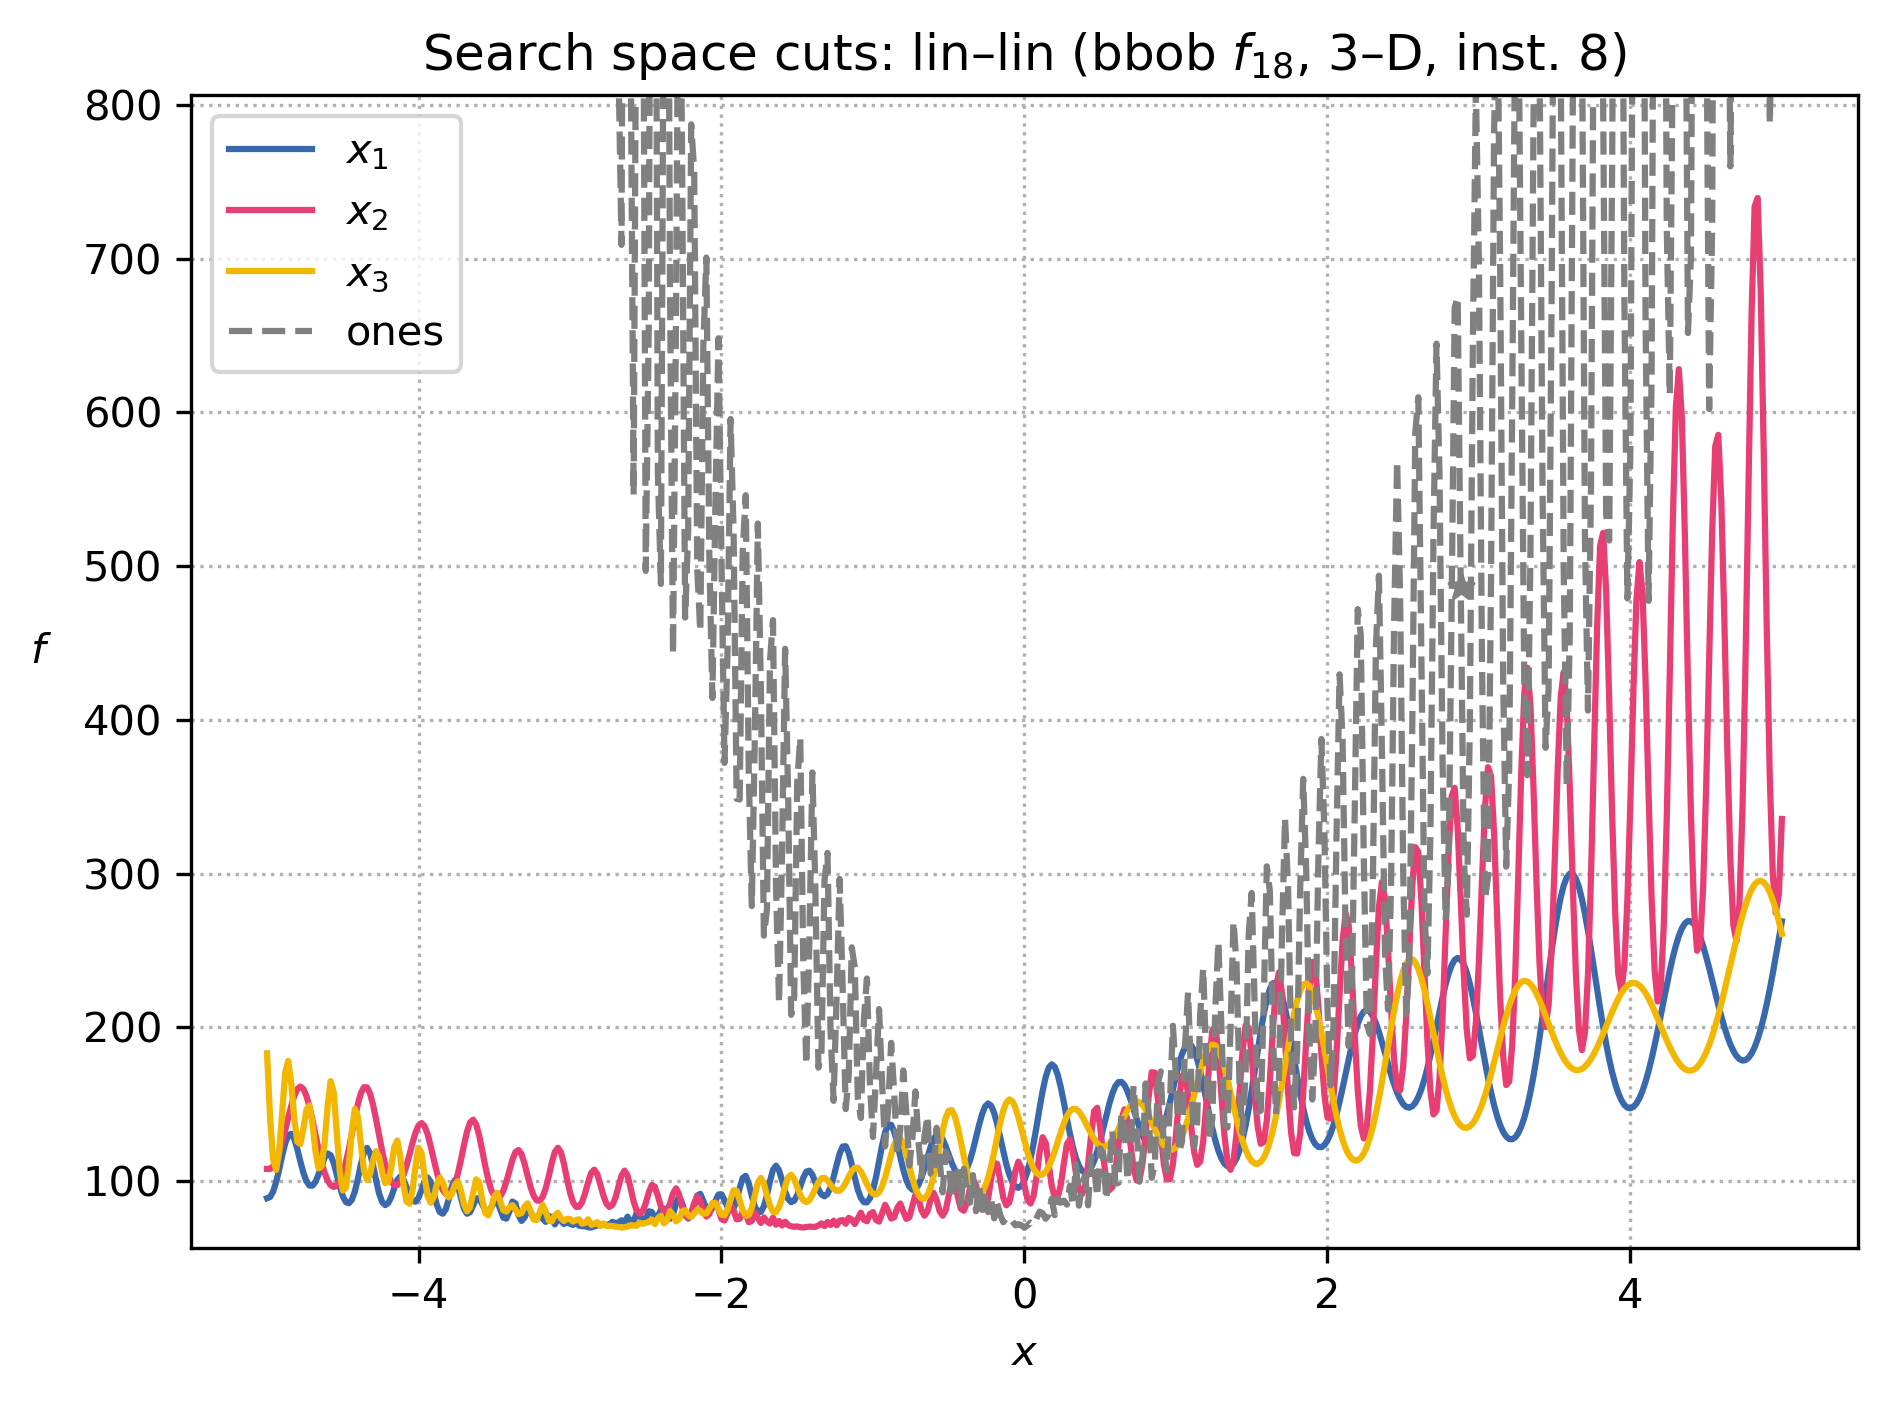 Search space cuts: lin–lin (bbob f₁₈, 3–D, inst. 8)
800
700
600
500
400
300
200
100
f
x₁
x₂
x₃
ones
−4
−2
0
2
4
x